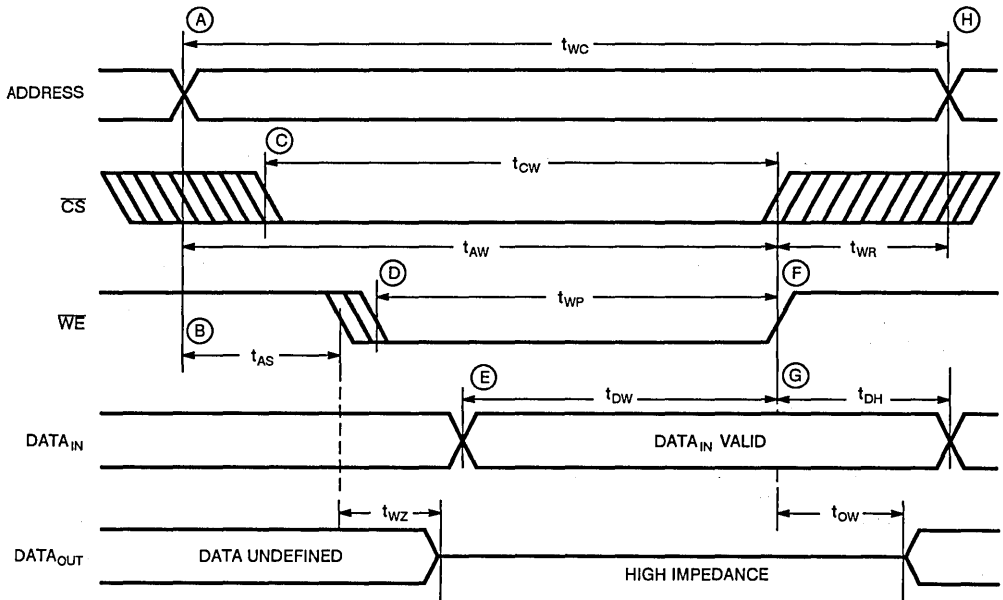 A H
tWC
ADDRESS
C
tCW
CS
tAW tWR
D F
tWP
WE
B
tAS
E G
tDW tDH
DATAIN DATAIN VALID
tWZ tOW
DATAOUT DATA UNDEFINED HIGH IMPEDANCE